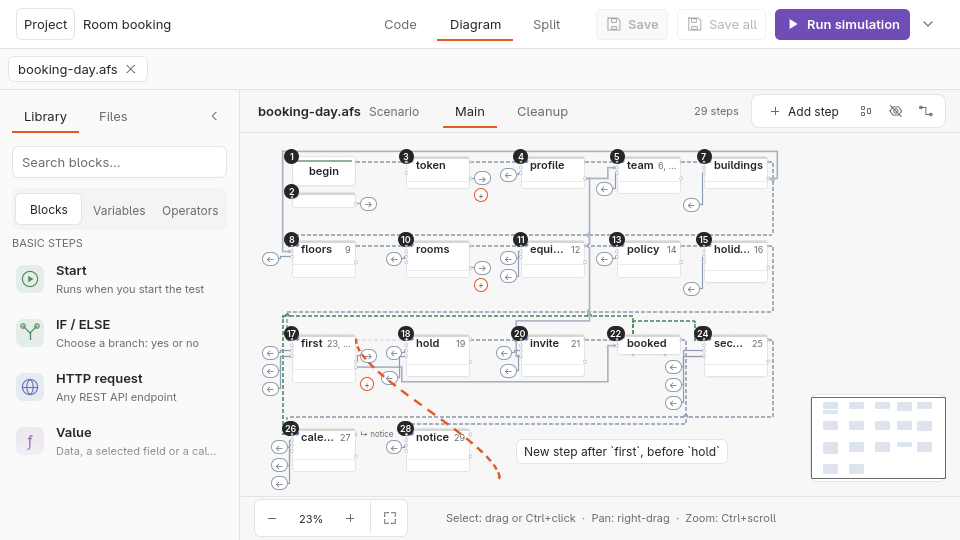 Project Room booking Code Diagram Split Save Save all Run simulation
booking-day.afs
Library Files
booking-day.afs Scenario Main Cleanup 29 steps Add step
Search blocks...
Blocks Variables Operators
BASIC STEPS
Start
Runs when you start the test
IF / ELSE
Choose a branch: yes or no
HTTP request
Any REST API endpoint
Value
Data, a selected field or a cal...
1 begin
2
3 token
4 profile
5 team 6, ...
7 buildings
8 floors 9
10 rooms
11 equi... 12
13 policy 14
15 holid... 16
17 first 23, ...
18 hold 19
20 invite 21
22 booked
24 sec... 25
26 cale... 27
↳ notice
28 notice 29
New step after `first`, before `hold`
23%
Select: drag or Ctrl+click · Pan: right-drag · Zoom: Ctrl+scroll